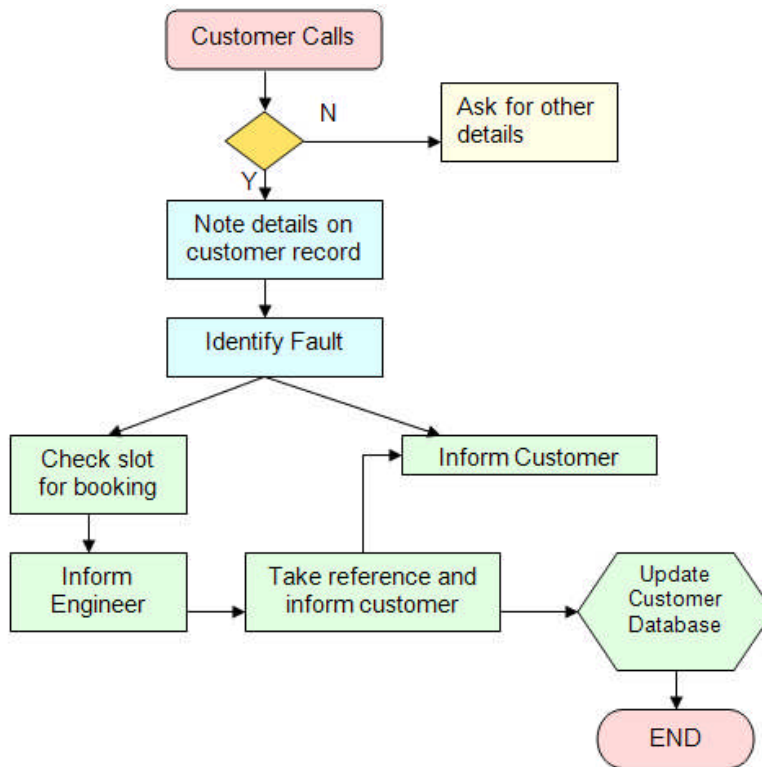 Customer Calls
N
Ask for other
details
Y
Note details on
customer record
Identify Fault
Check slot
for booking
Inform Customer
Inform
Engineer
Take reference and
inform customer
Update
Customer
Database
END